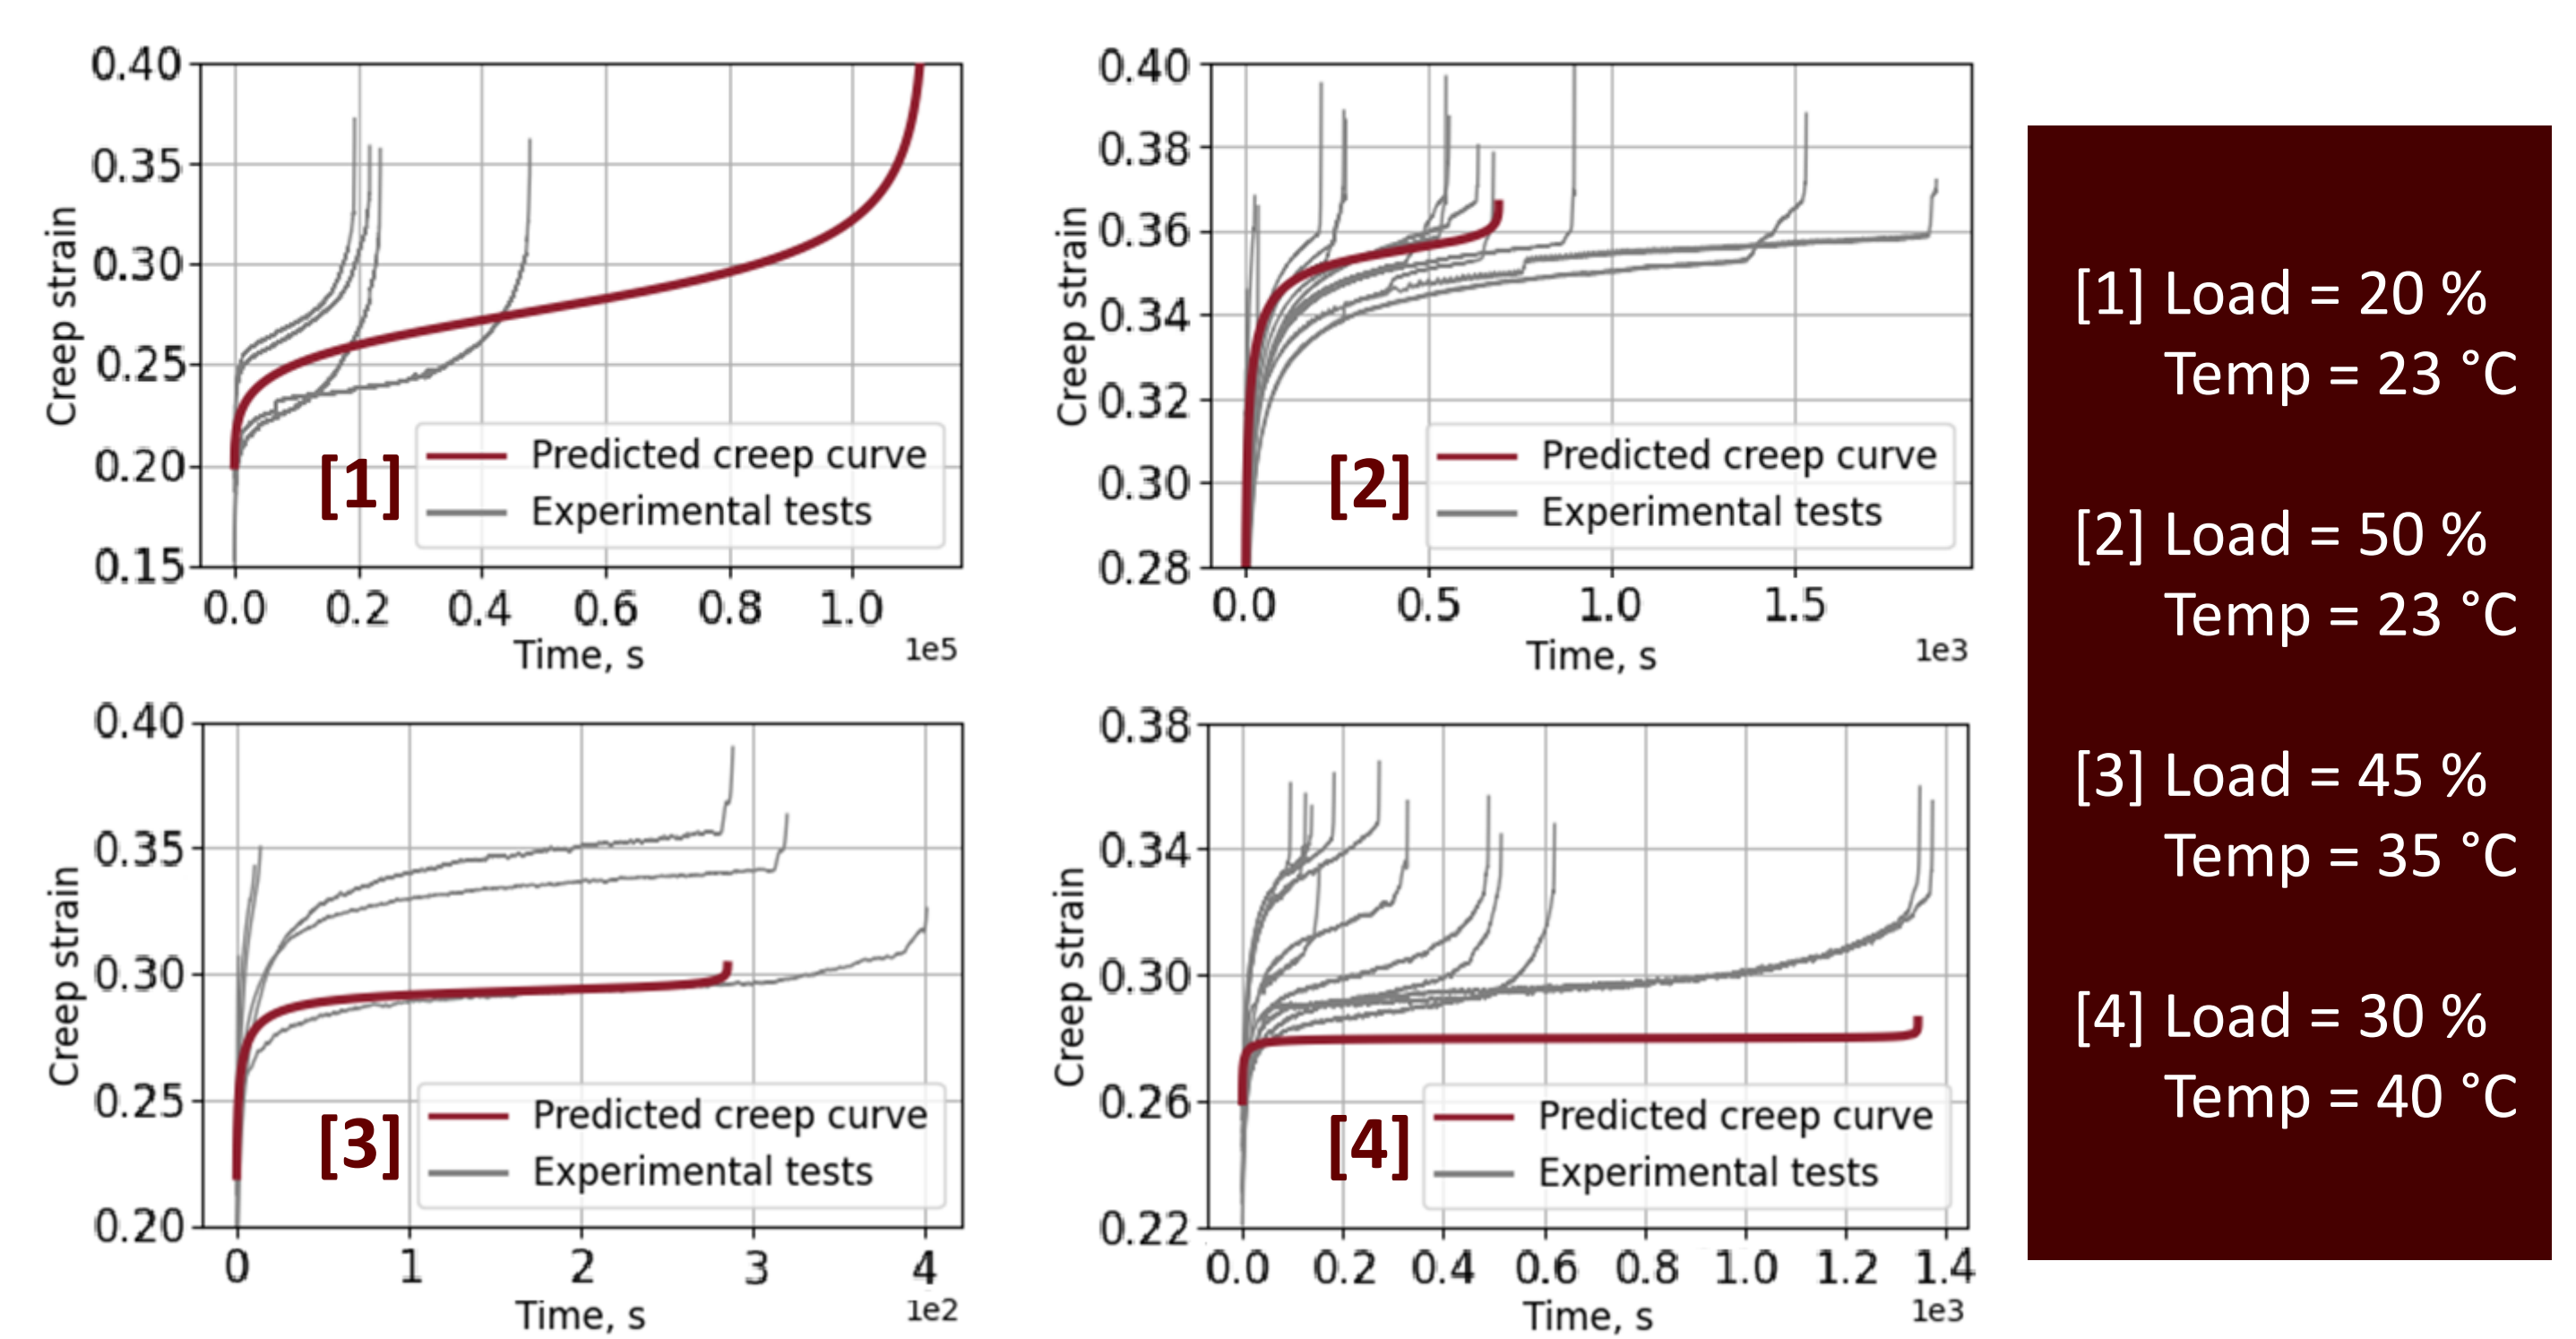 0.40
0.35
0.30
0.25
0.20
0.15
Creep strain
[1]
Predicted creep curve
Experimental tests
0.0 0.2 0.4 0.6 0.8 1.0
Time, s
1e5
0.40
0.38
0.36
0.34
0.32
0.30
0.28
Creep strain
[2]
Predicted creep curve
Experimental tests
0.0 0.5 1.0 1.5
Time, s
1e3
0.40
0.35
0.30
0.25
0.20
Creep strain
[3]
Predicted creep curve
Experimental tests
0 1 2 3 4
Time, s
1e2
0.38
0.34
0.30
0.26
0.22
Creep strain
[4]
Predicted creep curve
Experimental tests
0.0 0.2 0.4 0.6 0.8 1.0 1.2 1.4
Time, s
1e3
[1] Load = 20 %
Temp = 23 °C
[2] Load = 50 %
Temp = 23 °C
[3] Load = 45 %
Temp = 35 °C
[4] Load = 30 %
Temp = 40 °C